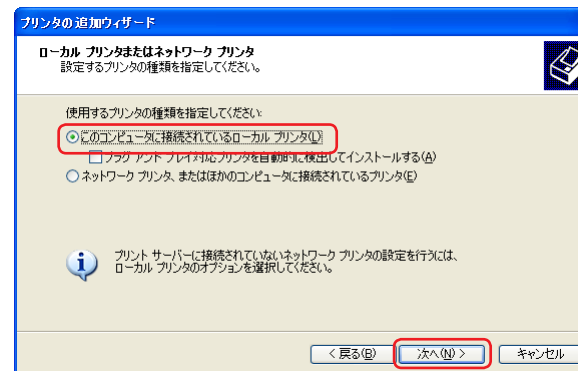 プリンタの追加ウィザード
ローカル プリンタまたはネットワーク プリンタ
設定するプリンタの種類を指定してください。
使用するプリンタの種類を指定してください:
このコンピュータに接続されているローカル プリンタ(L)
プラグ アンド プレイ対応プリンタを自動的に検出してインストールする(A)
ネットワーク プリンタ、またはほかのコンピュータに接続されているプリンタ(E)
プリント サーバーに接続されていないネットワーク プリンタの設定を行うには、
ローカル プリンタのオプションを選択してください。
< 戻る(B) 次へ(N) > キャンセル